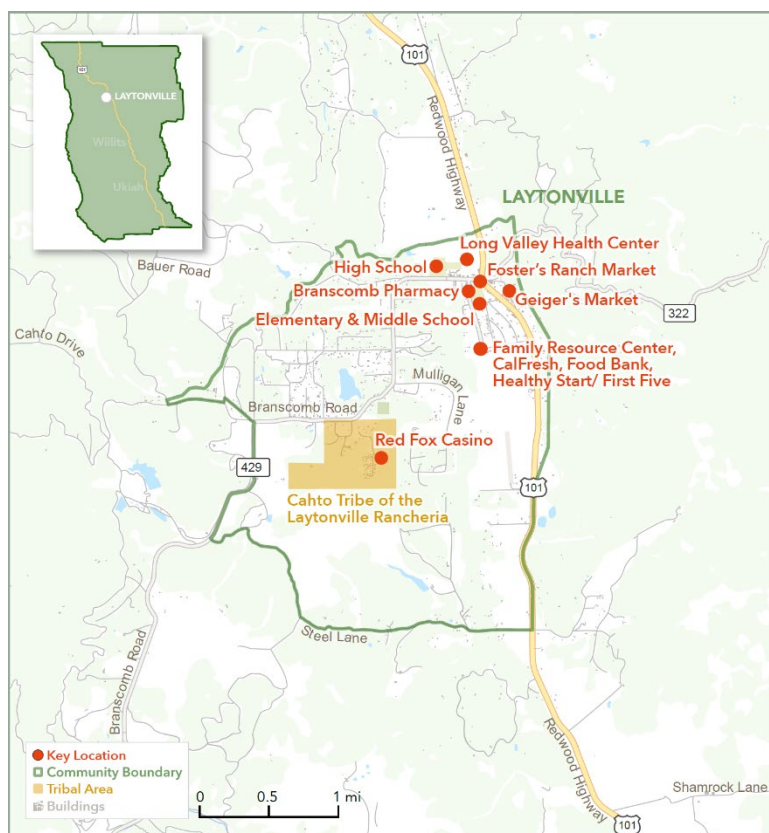 101
101
LAYTONVILLE
Willits
Ukiah
Redwood Highway
LAYTONVILLE
Long Valley Health Center
High School
Foster's Ranch Market
Branscomb Pharmacy
Geiger's Market
Elementary & Middle School
322
Bauer Road
Cahto Drive
Family Resource Center,
CalFresh, Food Bank,
Healthy Start/ First Five
Mulligan Lane
Branscomb Road
Red Fox Casino
429
101
Cahto Tribe of the
Laytonville Rancheria
Steel Lane
Branscomb Road
Redwood Highway
Key Location
Community Boundary
Tribal Area
Buildings
0 0.5 1 mi
Shamrock Lane
101